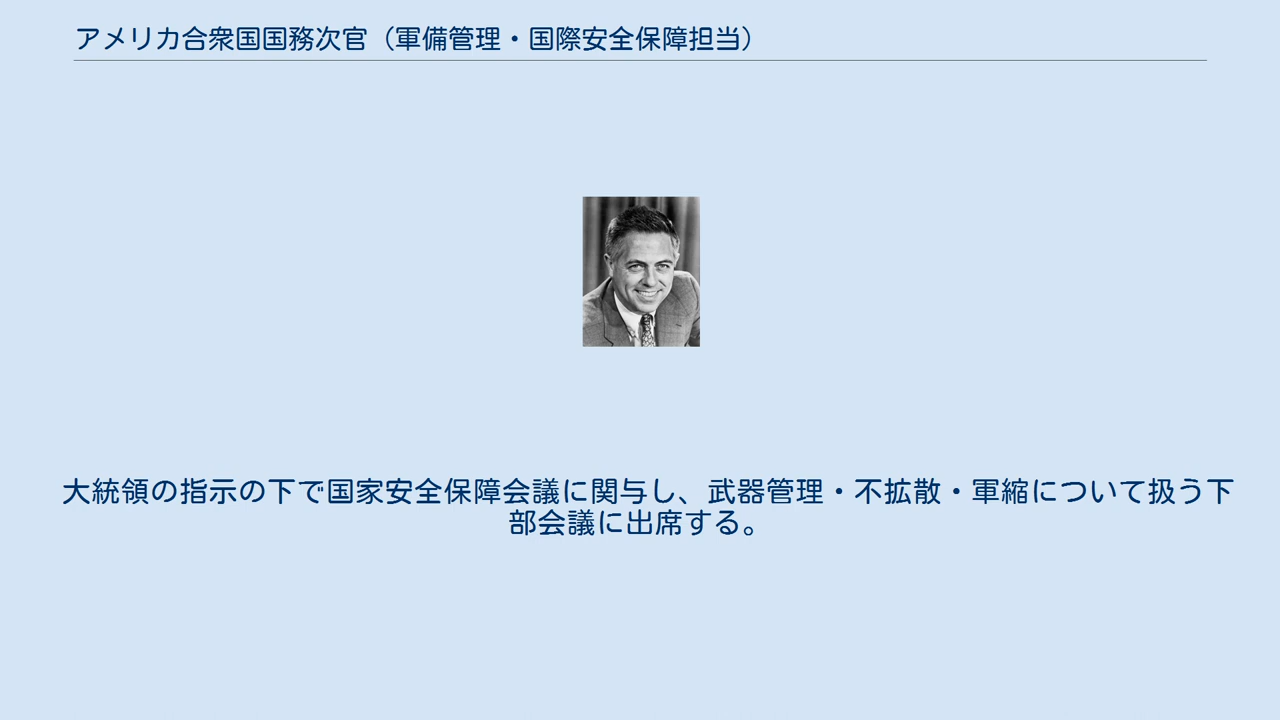 アメリカ合衆国国務次官（軍備管理・国際安全保障担当）
大統領の指示の下で国家安全保障会議に関与し、武器管理・不拡散・軍縮について扱う下
部会議に出席する。